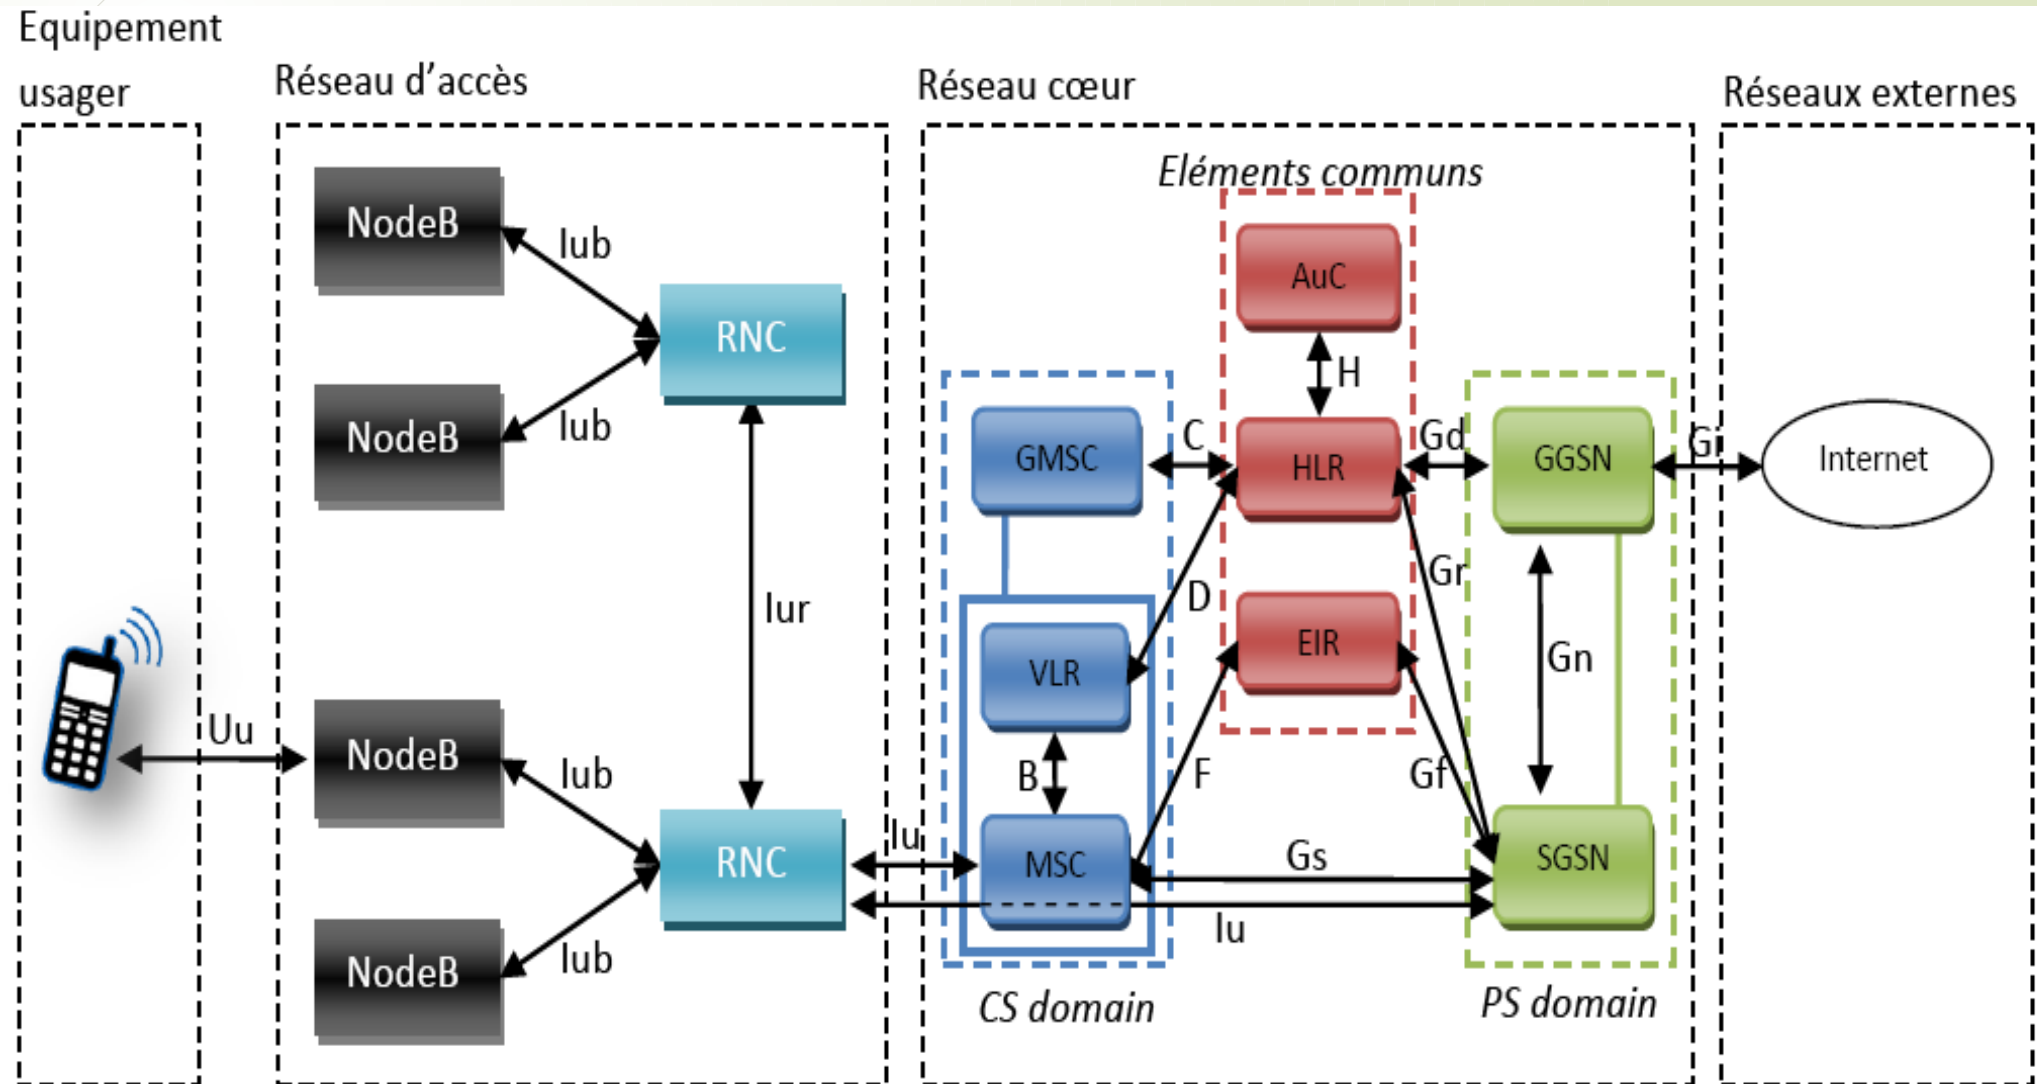 Equipement
usager
Réseau d’accès
Réseau cœur
Réseaux externes
Eléments communs
NodeB
Iub
RNC
NodeB
Iub
Iur
NodeB
Iub
RNC
NodeB
Iub
Uu
Iu
AuC
H
GMSC
C
HLR
Gd
GGSN
Gi
Internet
D
Gr
VLR
EIR
Gn
B
F
Gf
MSC
Gs
SGSN
Iu
CS domain
PS domain